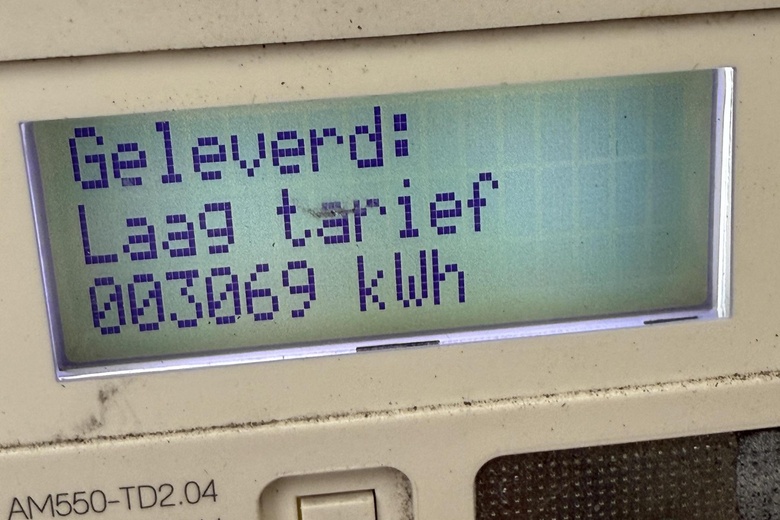 Geleverd:
Laag tarief
003069 kWh
AM550-TD2.04